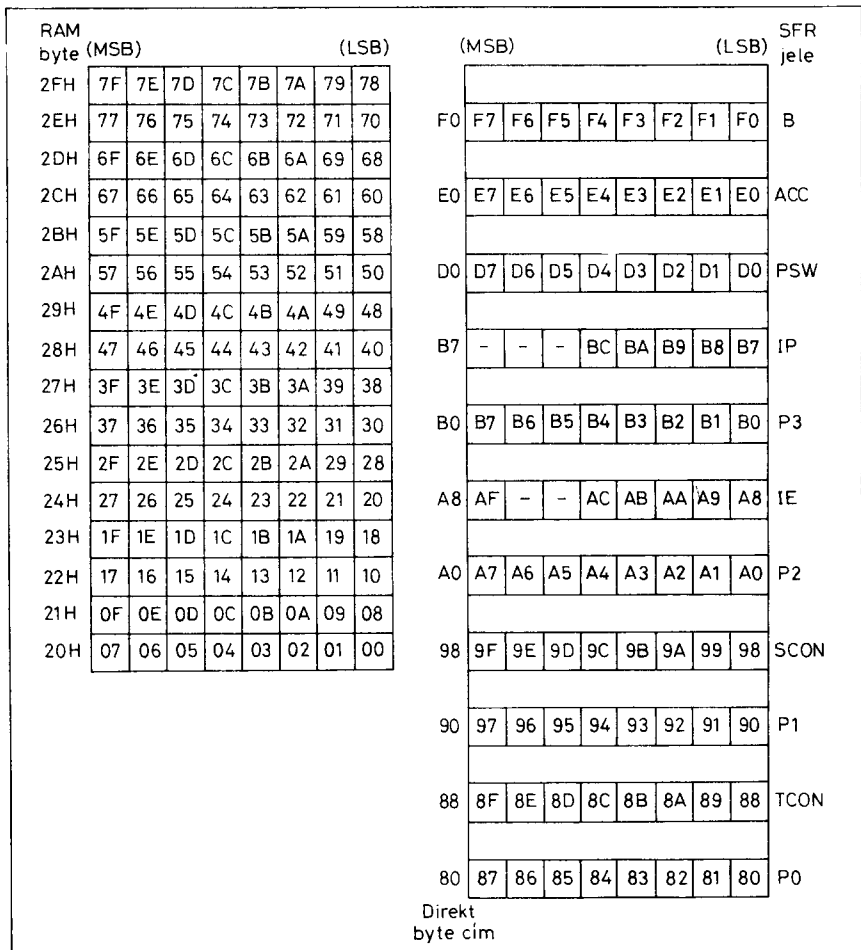 RAM
byte (MSB) (LSB)
2FH 7F 7E 7D 7C 7B 7A 79 78
2EH 77 76 75 74 73 72 71 70
2DH 6F 6E 6D 6C 6B 6A 69 68
2CH 67 66 65 64 63 62 61 60
2BH 5F 5E 5D 5C 5B 5A 59 58
2AH 57 56 55 54 53 52 51 50
29H 4F 4E 4D 4C 4B 4A 49 48
28H 47 46 45 44 43 42 41 40
27H 3F 3E 3D 3C 3B 3A 39 38
26H 37 36 35 34 33 32 31 30
25H 2F 2E 2D 2C 2B 2A 29 28
24H 27 26 25 24 23 22 21 20
23H 1F 1E 1D 1C 1B 1A 19 18
22H 17 16 15 14 13 12 11 10
21H 0F 0E 0D 0C 0B 0A 09 08
20H 07 06 05 04 03 02 01 00
(MSB) (LSB) SFR
jele
F0 F7 F6 F5 F4 F3 F2 F1 F0 B
E0 E7 E6 E5 E4 E3 E2 E1 E0 ACC
D0 D7 D6 D5 D4 D3 D2 D1 D0 PSW
B7 - - - BC BA B9 B8 B7 IP
B0 B7 B6 B5 B4 B3 B2 B1 B0 P3
A8 AF - - AC AB AA A9 A8 IE
A0 A7 A6 A5 A4 A3 A2 A1 A0 P2
98 9F 9E 9D 9C 9B 9A 99 98 SCON
90 97 96 95 94 93 92 91 90 P1
88 8F 8E 8D 8C 8B 8A 89 88 TCON
80 87 86 85 84 83 82 81 80 P0
Direkt
byte cím